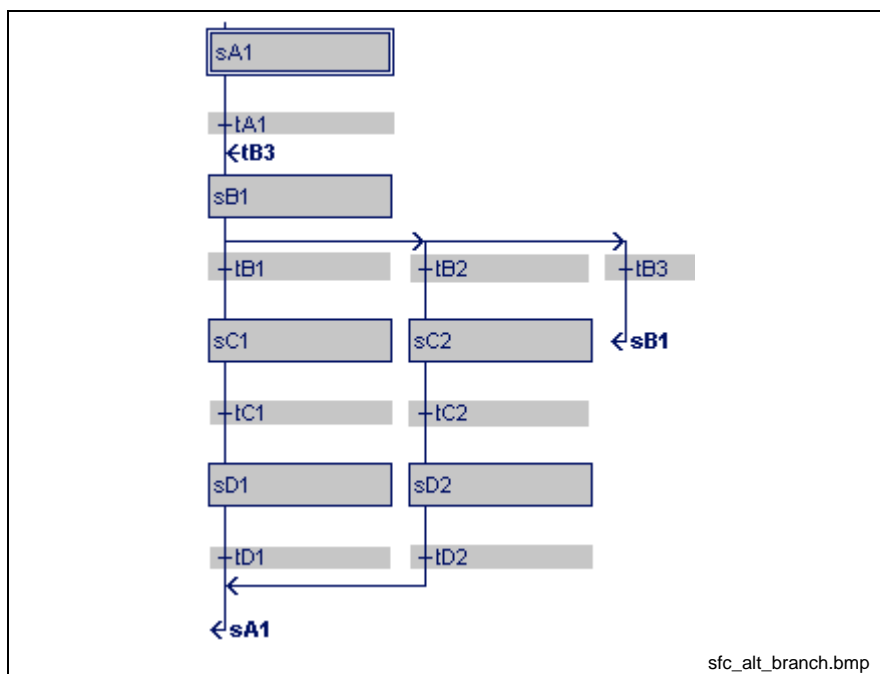 sA1
tA1
tB3
sB1
tB1 tB2 tB3
sC1 sC2 sB1
tC1 tC2
sD1 sD2
tD1 tD2
sA1
sfc_alt_branch.bmp